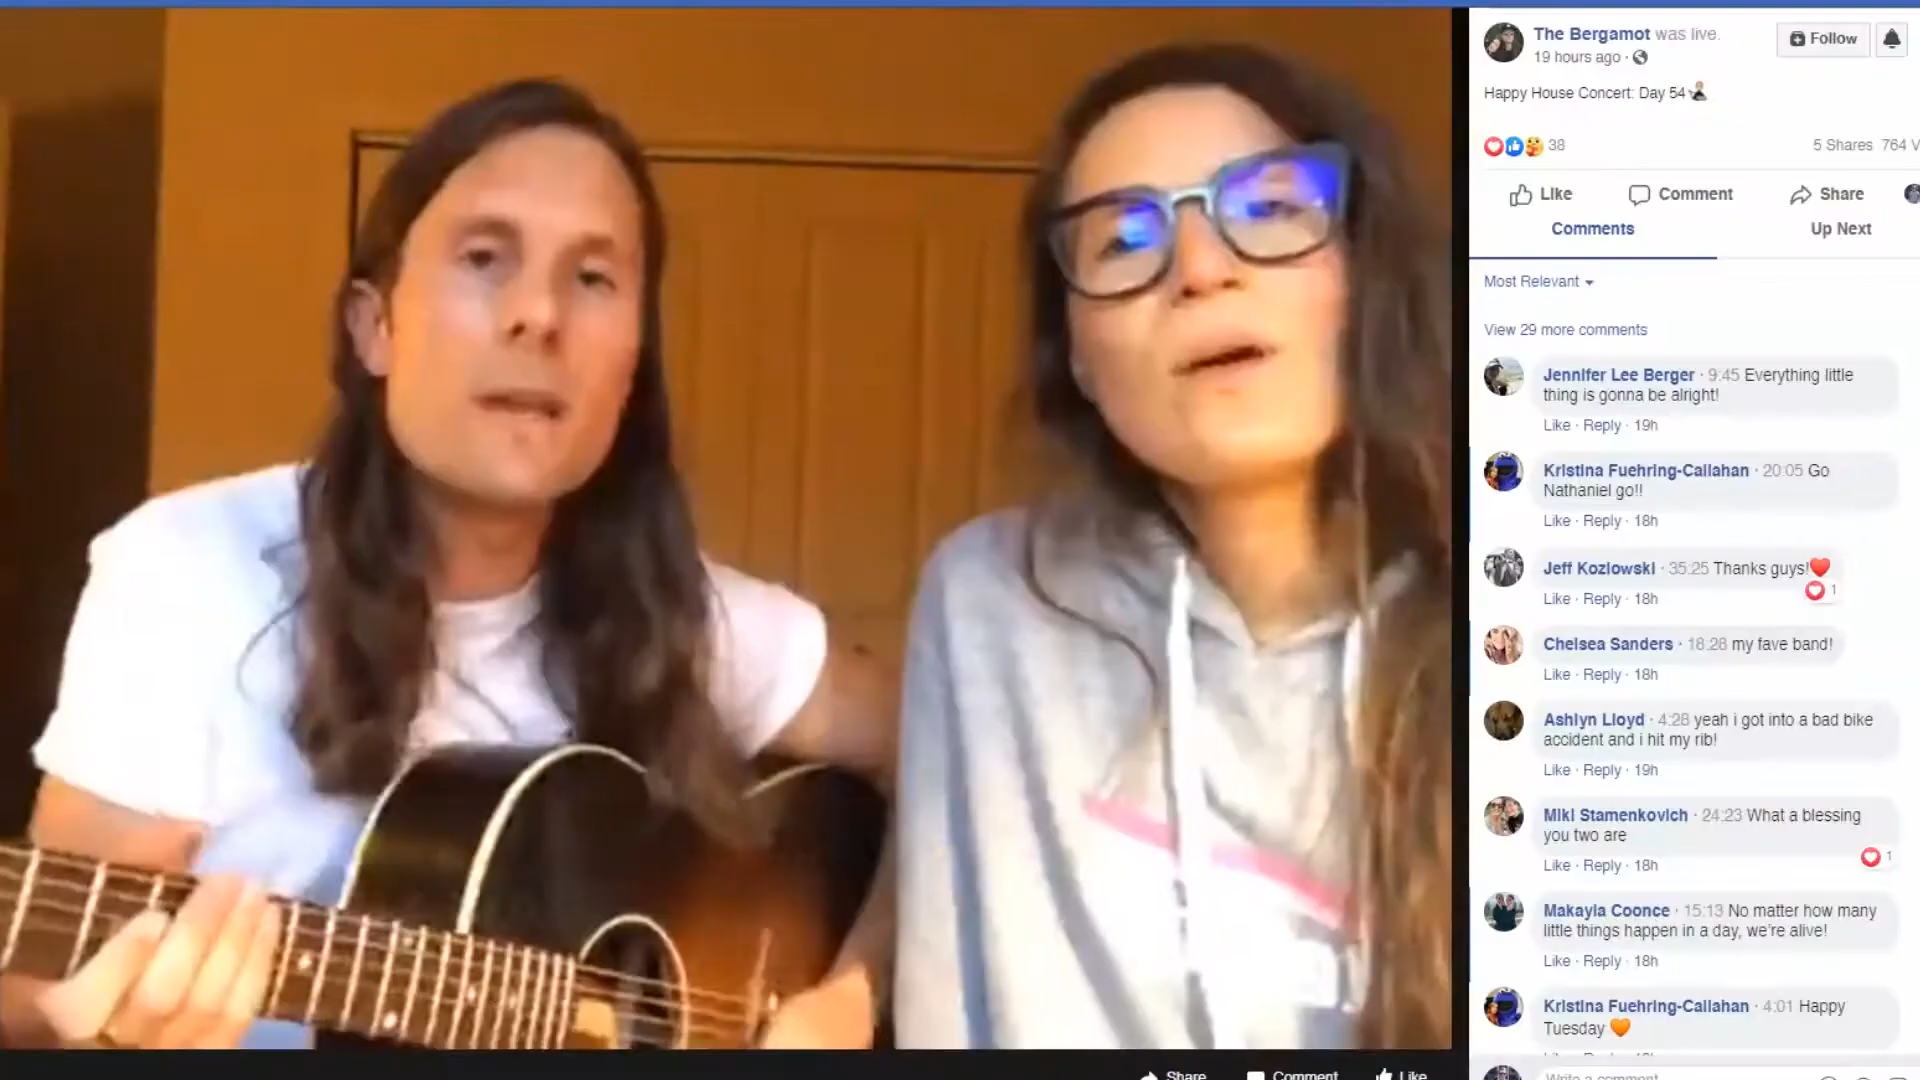 The Bergamot was live.
19 hours ago ·
Follow
Happy House Concert: Day 54
38
5 Shares 764 V
Like
Comment
Share
Comments
Up Next
Most Relevant
View 29 more comments
Jennifer Lee Berger · 9:45 Everything little
thing is gonna be alright!
Like · Reply · 19h
Kristina Fuehring-Callahan · 20:05 Go
Nathaniel go!!
Like · Reply · 18h
Jeff Kozlowski · 35:25 Thanks guys!❤️
1
Like · Reply · 18h
Chelsea Sanders · 18:28 my fave band!
Like · Reply · 18h
Ashlyn Lloyd · 4:28 yeah i got into a bad bike
accident and i hit my rib!
Like · Reply · 19h
Miki Stamenkovich · 24:23 What a blessing
you two are
1
Like · Reply · 18h
Makayla Coonce · 15:13 No matter how many
little things happen in a day, we're alive!
Like · Reply · 18h
Kristina Fuehring-Callahan · 4:01 Happy
Tuesday 🧡
Write a comment
Share
Comment
Like